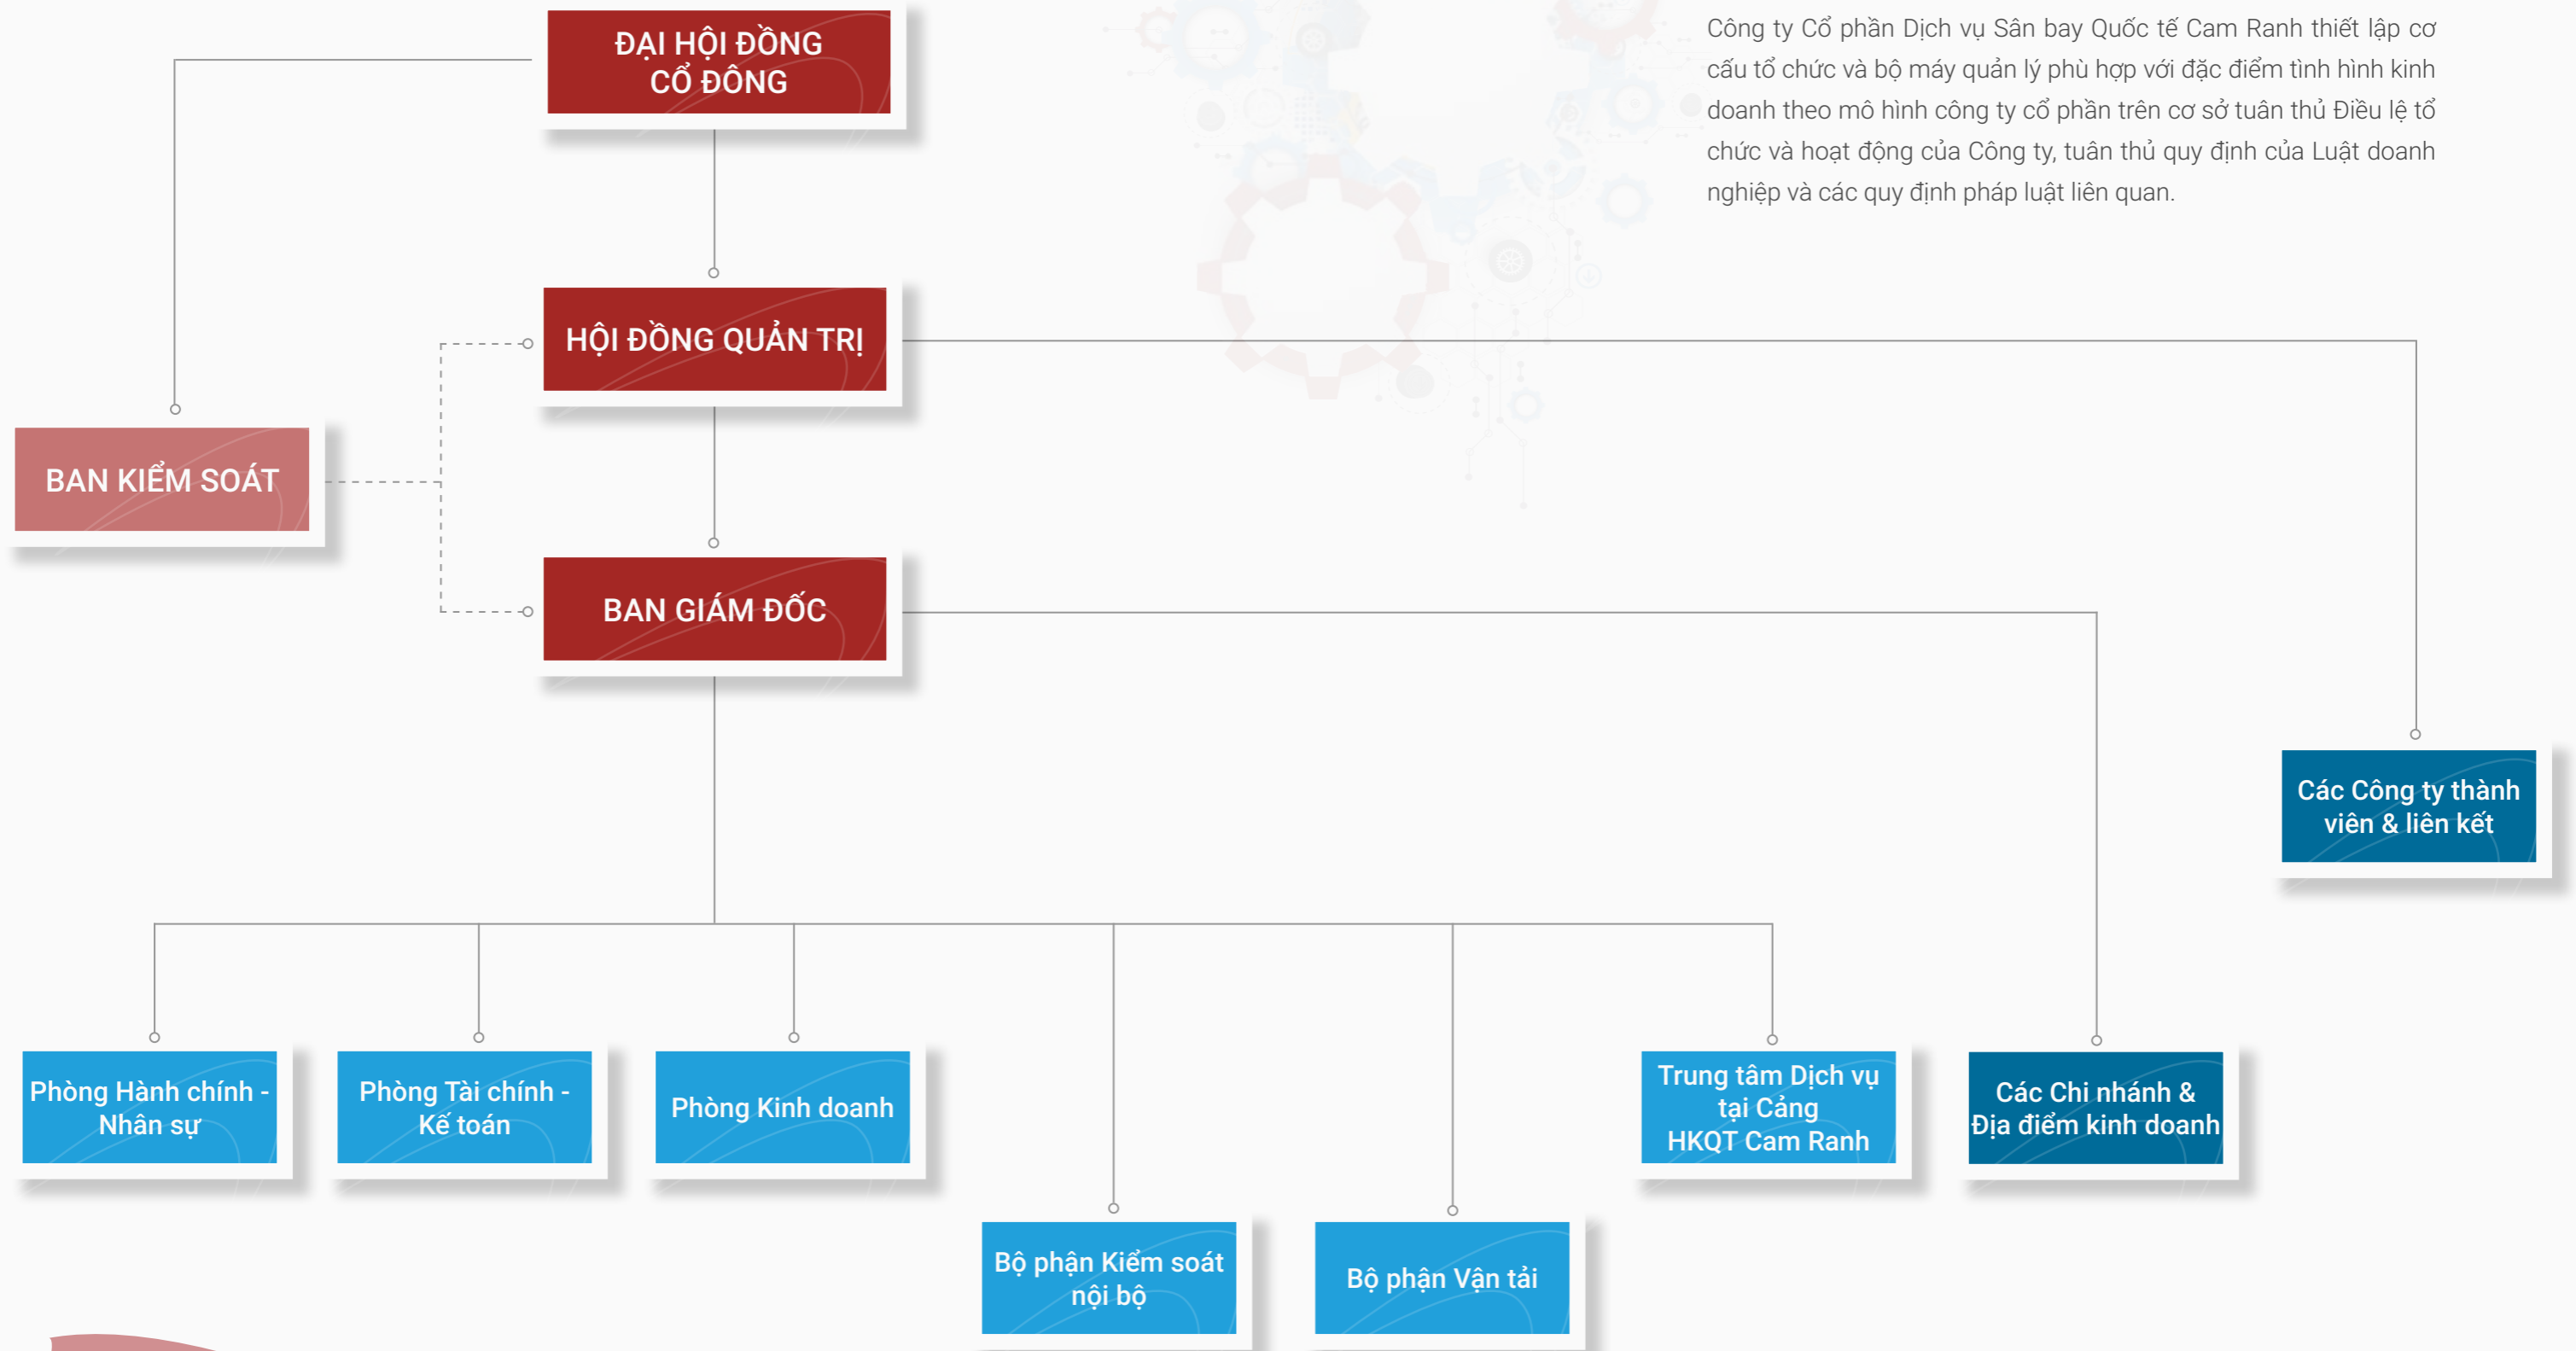 ĐẠI HỘI ĐỒNG
CỔ ĐÔNG
Công ty Cổ phần Dịch vụ Sân bay Quốc tế Cam Ranh thiết lập cơ
cấu tổ chức và bộ máy quản lý phù hợp với đặc điểm tình hình kinh
doanh theo mô hình công ty cổ phần trên cơ sở tuân thủ Điều lệ tổ
chức và hoạt động của Công ty, tuân thủ quy định của Luật doanh
nghiệp và các quy định pháp luật liên quan.
HỘI ĐỒNG QUẢN TRỊ
BAN KIỂM SOÁT
BAN GIÁM ĐỐC
Các Công ty thành
viên & liên kết
Phòng Hành chính -
Nhân sự
Phòng Tài chính -
Kế toán
Phòng Kinh doanh
Trung tâm Dịch vụ
tại Cảng
HKQT Cam Ranh
Các Chi nhánh &
Địa điểm kinh doanh
Bộ phận Kiểm soát
nội bộ
Bộ phận Vận tải